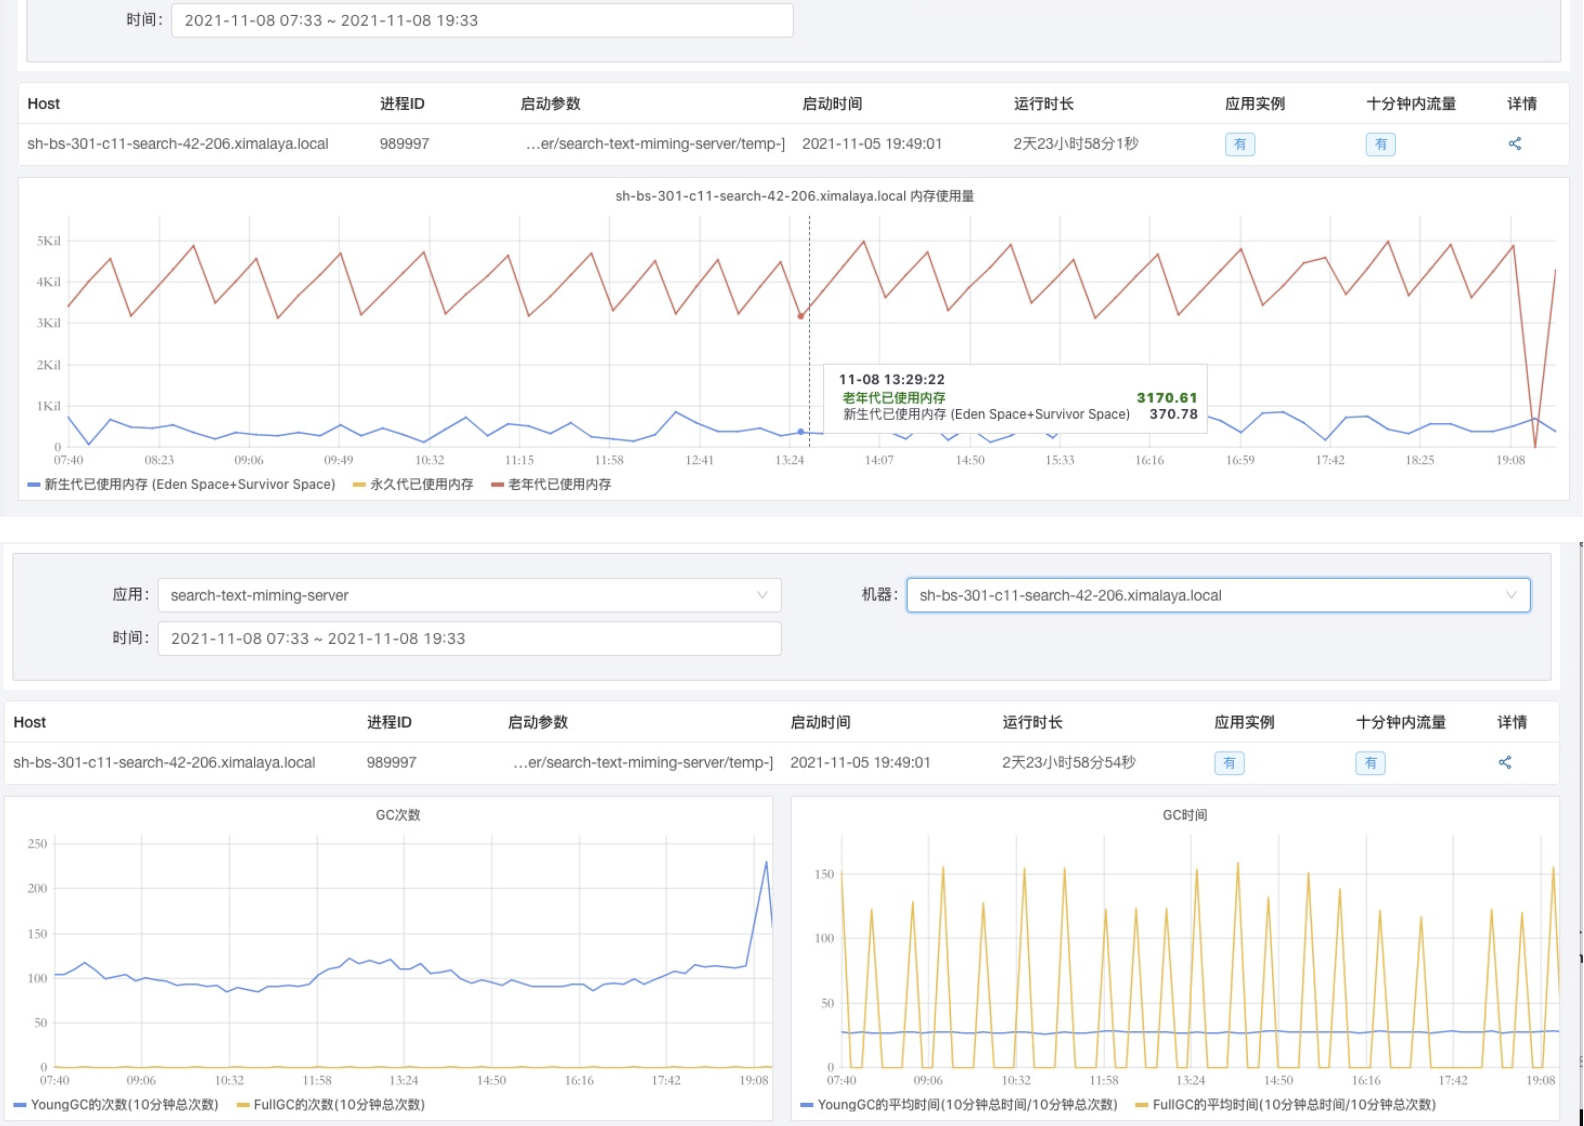 时间： 2021-11-08 07:33 ~ 2021-11-08 19:33
Host 进程ID 启动参数 启动时间 运行时长 应用实例 十分钟内流量 详情
sh-bs-301-c11-search-42-206.ximalaya.local 989997 ...er/search-text-miming-server/temp-] 2021-11-05 19:49:01 2天23小时58分1秒 有 有
sh-bs-301-c11-search-42-206.ximalaya.local 内存使用量
5Kil
4Kil
3Kil
2Kil
1Kil
0
11-08 13:29:22
老年代已使用内存 3170.61
新生代已使用内存 (Eden Space+Survivor Space) 370.78
07:40 08:23 09:06 09:49 10:32 11:15 11:58 12:41 13:24 14:07 14:50 15:33 16:16 16:59 17:42 18:25 19:08
新生代已使用内存 (Eden Space+Survivor Space) 永久代已使用内存 老年代已使用内存
应用： search-text-miming-server 机器： sh-bs-301-c11-search-42-206.ximalaya.local
时间： 2021-11-08 07:33 ~ 2021-11-08 19:33
Host 进程ID 启动参数 启动时间 运行时长 应用实例 十分钟内流量 详情
sh-bs-301-c11-search-42-206.ximalaya.local 989997 ...er/search-text-miming-server/temp-] 2021-11-05 19:49:01 2天23小时58分54秒 有 有
GC次数
250
200
150
100
50
0
07:40 09:06 10:32 11:58 13:24 14:50 16:16 17:42 19:08
YoungGC的次数(10分钟总次数) FullGC的次数(10分钟总次数)
GC时间
150
100
50
0
07:40 09:06 10:32 11:58 13:24 14:50 16:16 17:42 19:08
YoungGC的平均时间(10分钟总时间/10分钟总次数) FullGC的平均时间(10分钟总时间/10分钟总次数)